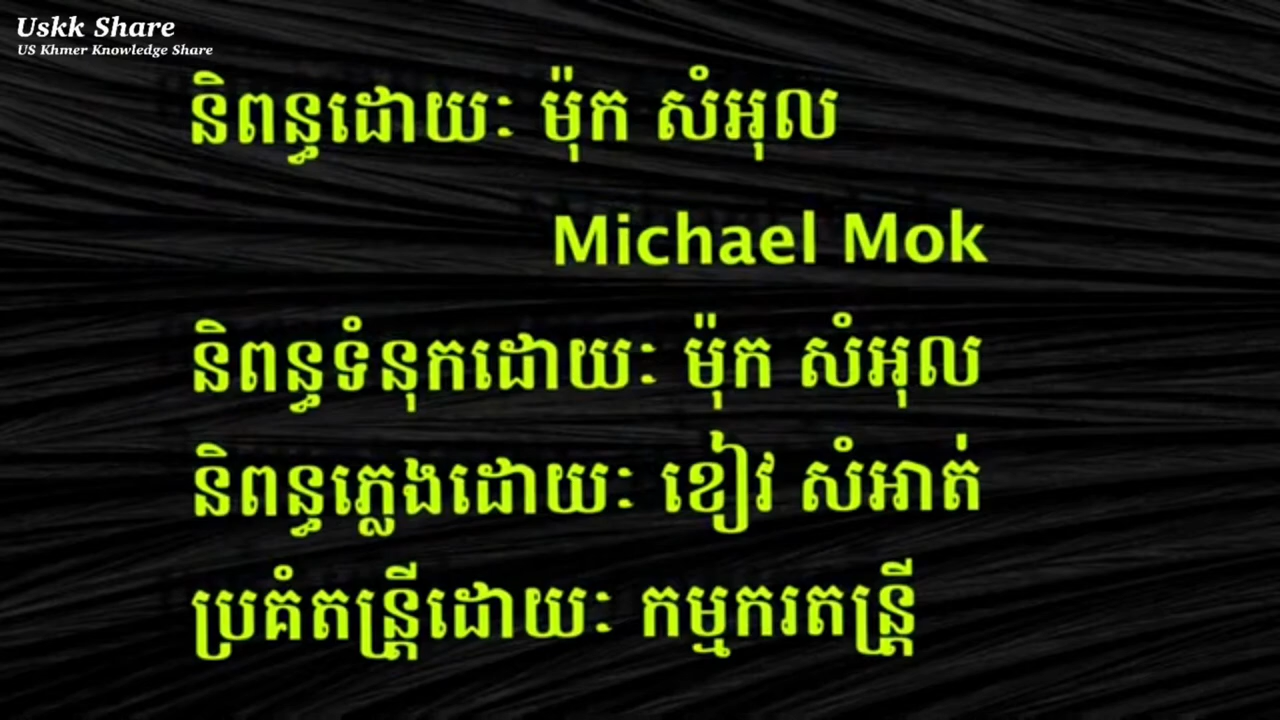 Uskk Share
US Khmer Knowledge Share
និពន្ធដោយៈ ម៉ុក សំអុល
Michael Mok
និពន្ធទំនុកដោយៈ ម៉ុក សំអុល
និពន្ធភ្លេងដោយៈ ខៀវ សំអាត់
ប្រគំតន្ត្រីដោយៈ កម្មករតន្ត្រី